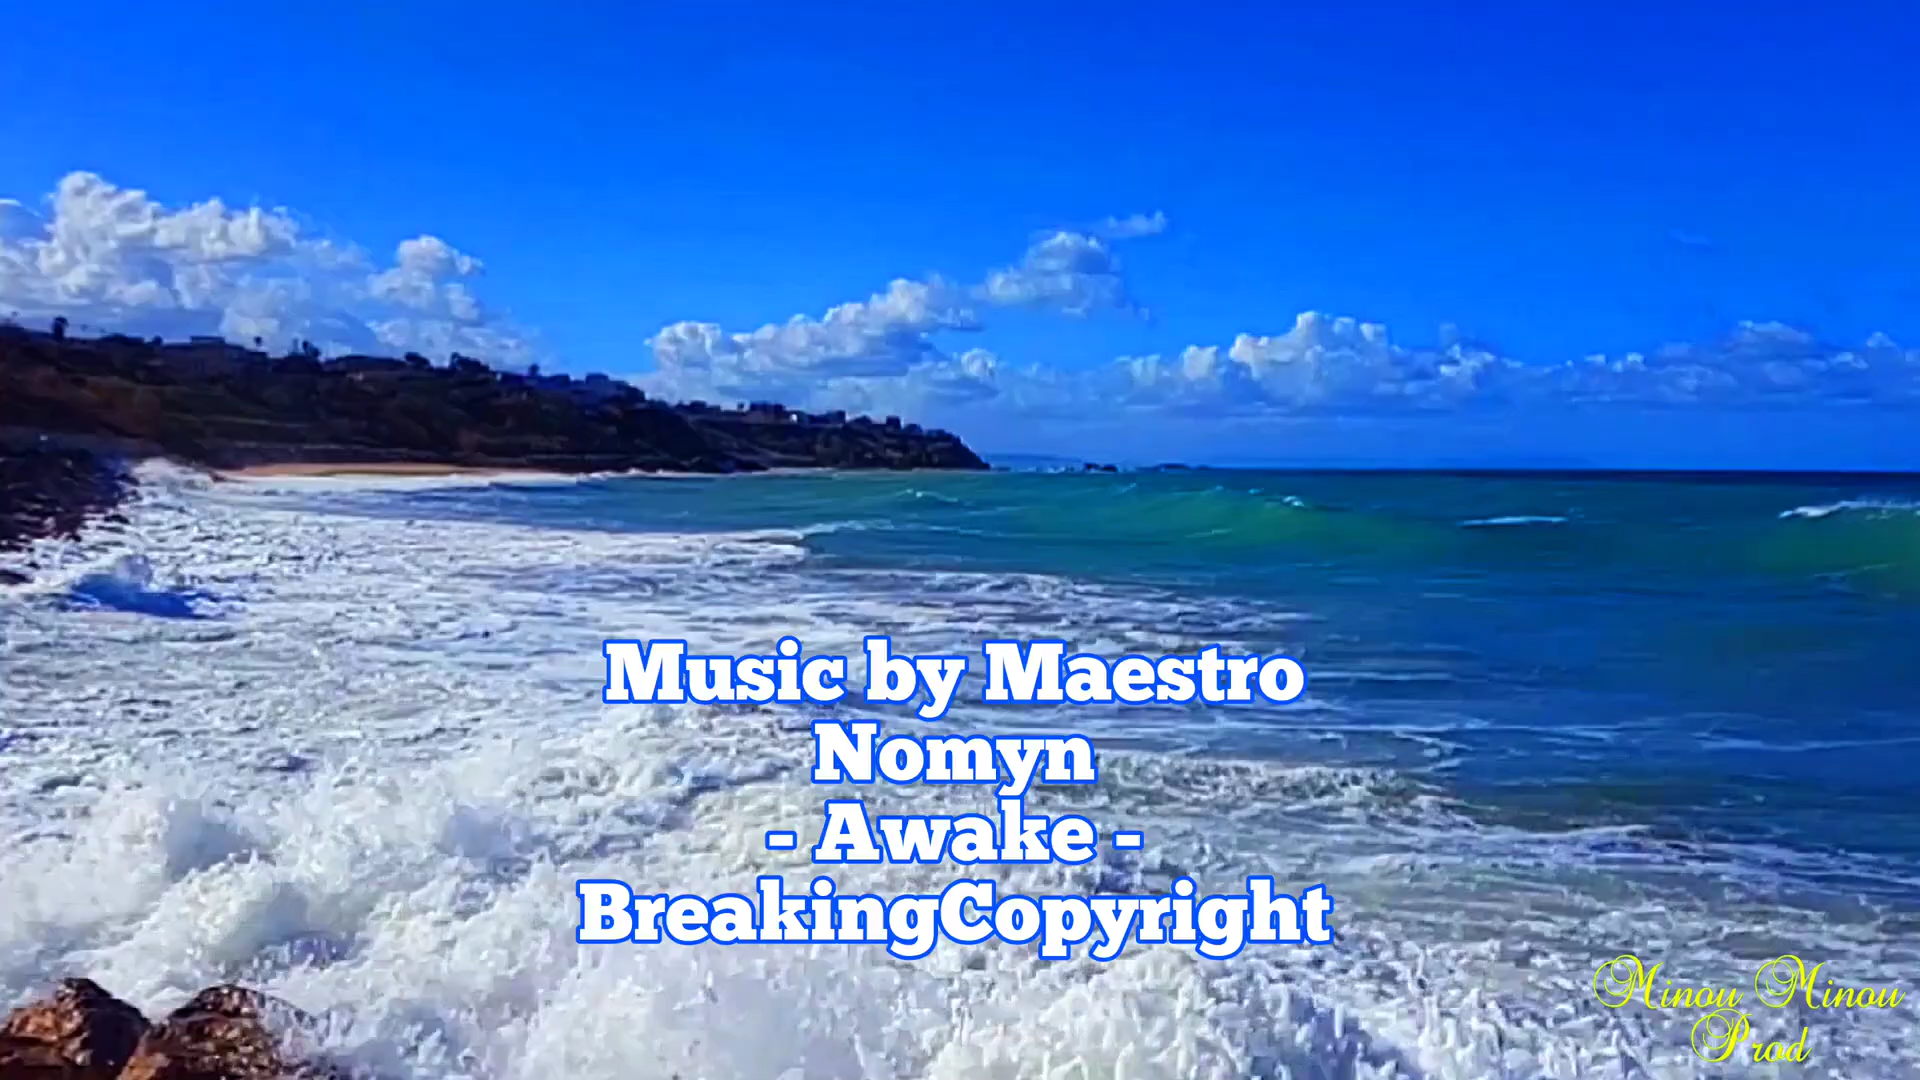 Music by Maestro
Nomyn
- Awake -
BreakingCopyright
Minou Minou
Prod